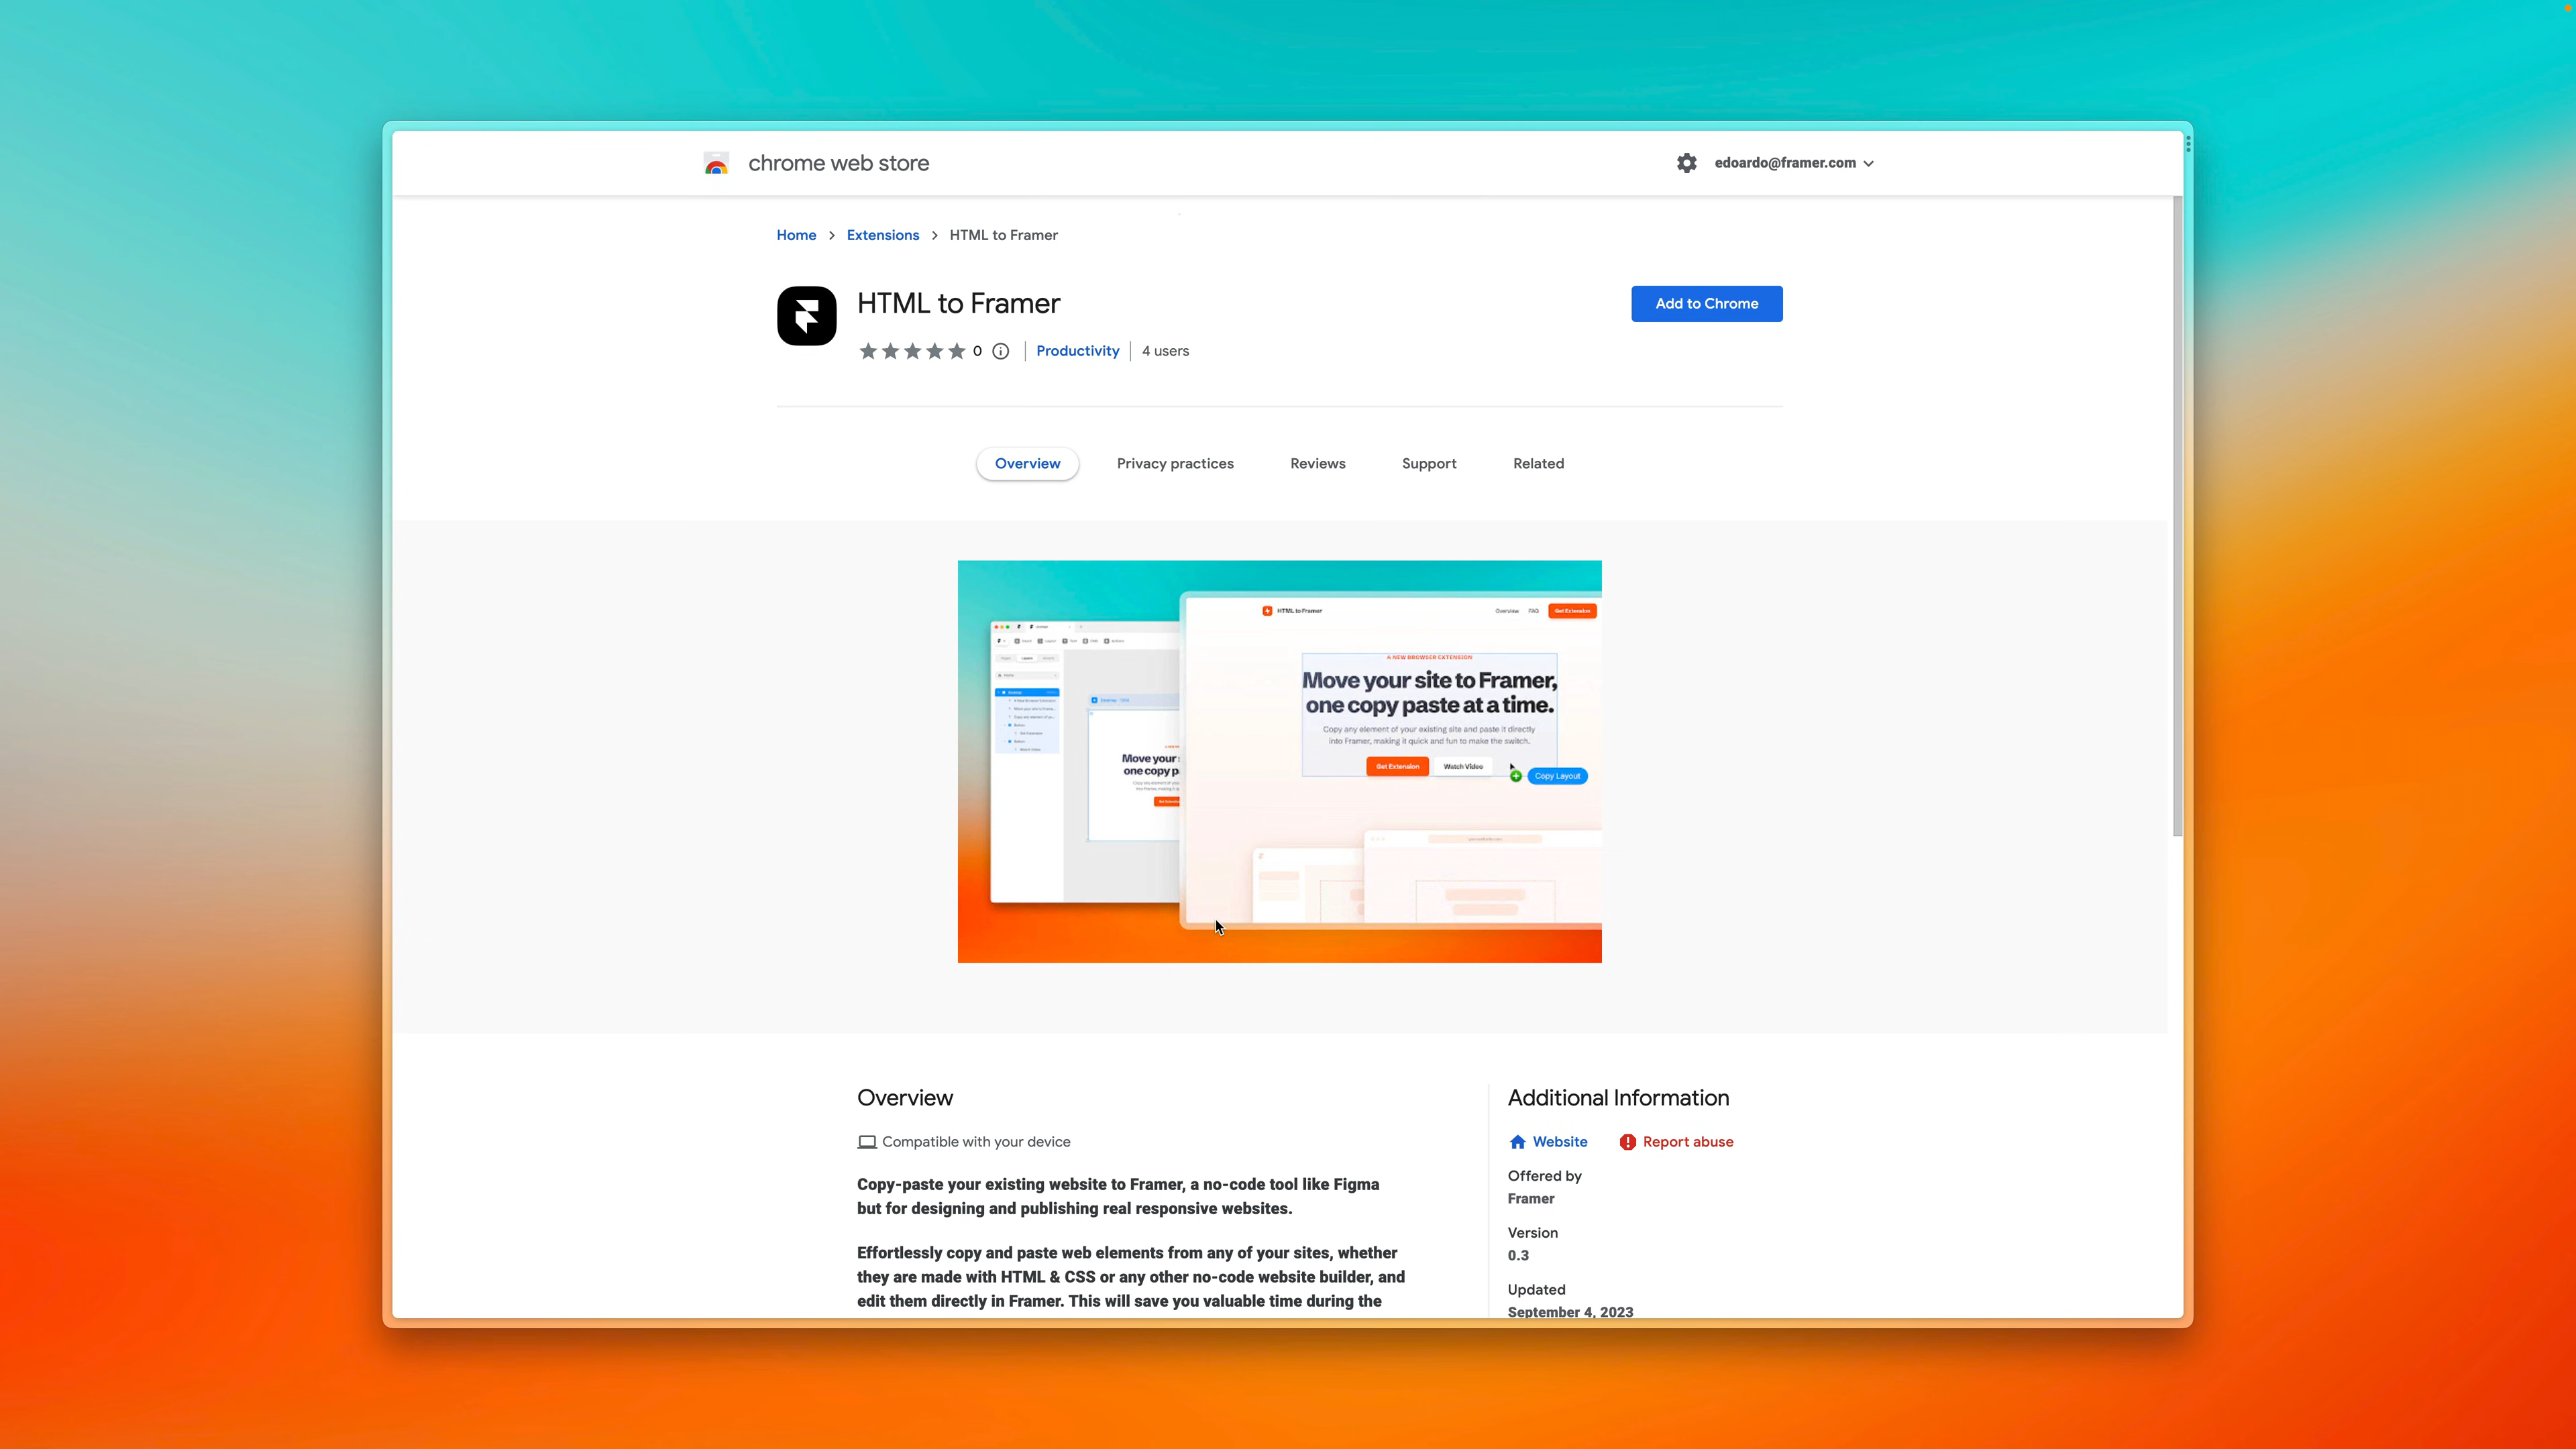 chrome web store
edoardo@framer.com
Home > Extensions > HTML to Framer
HTML to Framer
Add to Chrome
0
Productivity
4 users
Overview
Privacy practices
Reviews
Support
Related
HTML to Framer
Overview
FAQ
Get Extension
A NEW BROWSER EXTENSION
Move your site to Framer,
one copy paste at a time.
Copy any element of your existing site and paste it directly
into Framer, making it quick and fun to make the switch.
Get Extension
Watch Video
Copy Layout
Move your
one copy p
Overview
Compatible with your device
Copy-paste your existing website to Framer, a no-code tool like Figma
but for designing and publishing real responsive websites.
Effortlessly copy and paste web elements from any of your sites, whether
they are made with HTML & CSS or any other no-code website builder, and
edit them directly in Framer. This will save you valuable time during the
Additional Information
Website
Report abuse
Offered by
Framer
Version
0.3
Updated
September 4, 2023